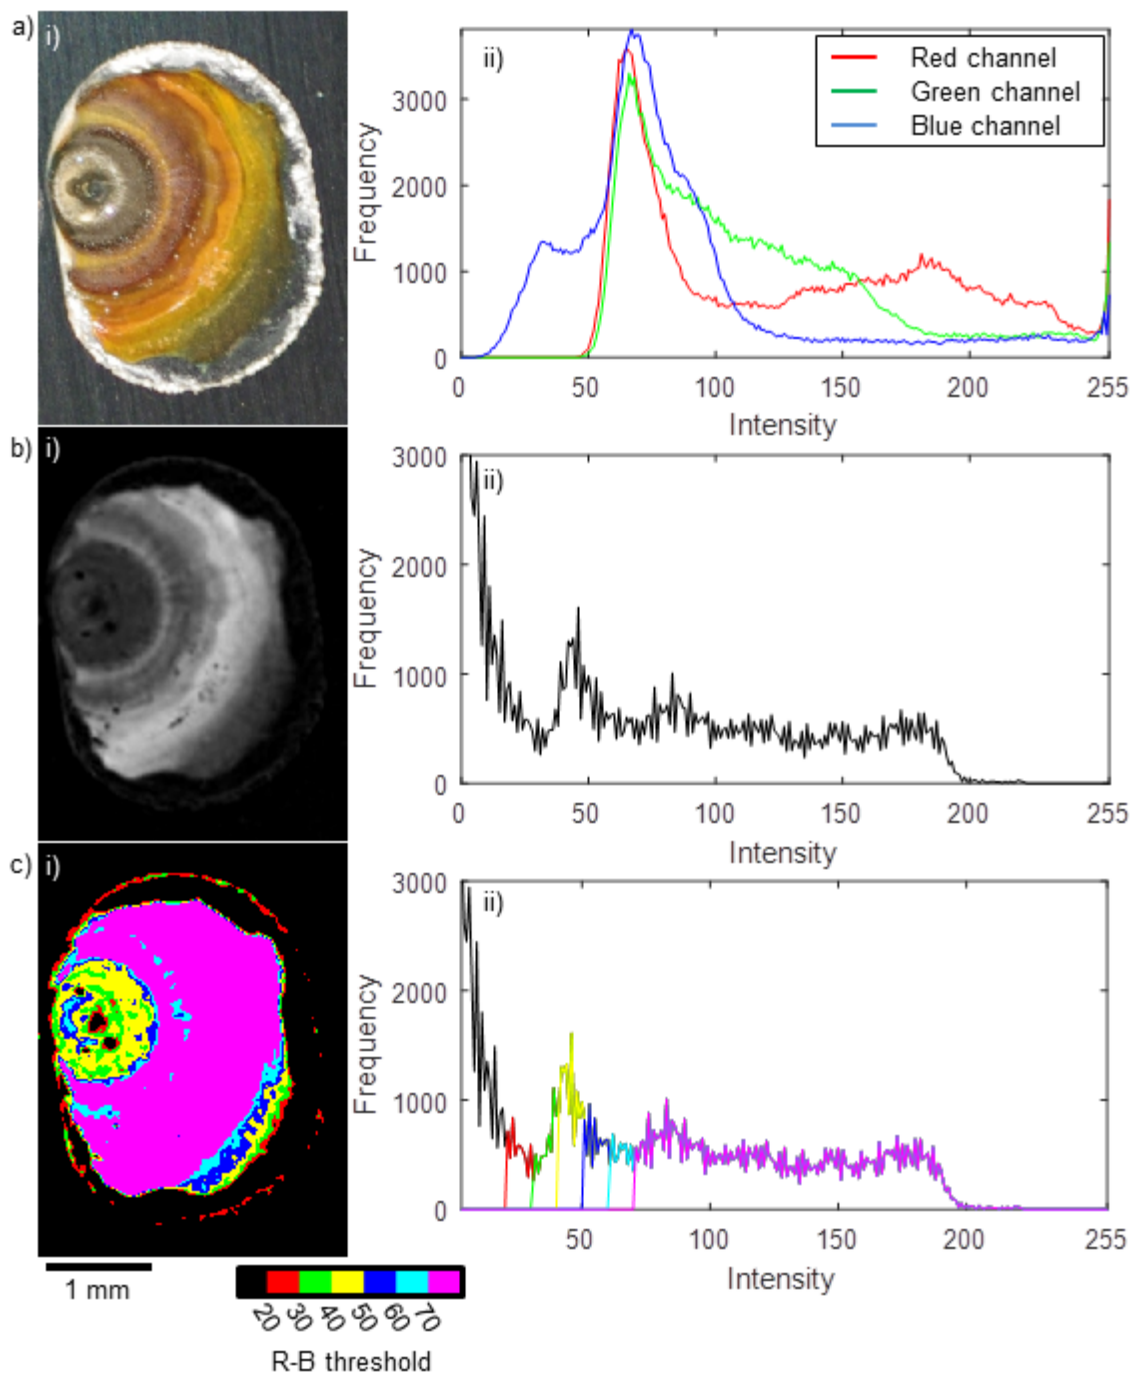 a) i) ii)
Red channel
Green channel
Blue channel
Frequency
3000
2000
1000
0
0 50 100 150 200 255
Intensity
b) i) ii)
Frequency
3000
2000
1000
0
0 50 100 150 200 255
Intensity
c) i) ii)
Frequency
3000
2000
1000
0
50 100 150 200 255
Intensity
1 mm
20 30 40 50 60 70
R-B threshold